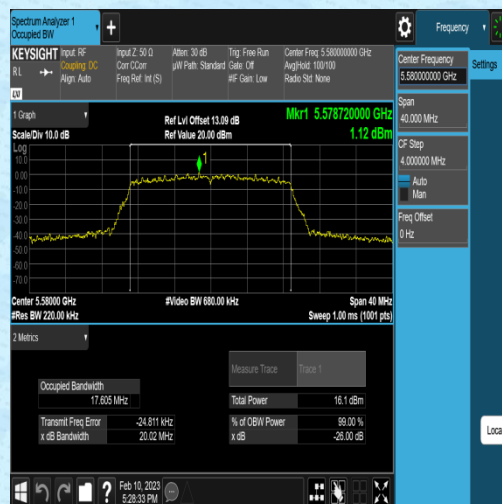 Spectrum Analyzer 1
Occupied BW
Frequency
KEYSIGHT Input: RF
RL
Coupling: DC
Align: Auto
Input Z: 50 Ω
Corr CCorr
Freq Ref: Int (S)
Atten: 30 dB
µW Path: Standard
Trig: Free Run
Gate: Off
#IF Gain: Low
Center Freq: 5.580000000 GHz
Avg|Hold: 100/100
Radio Std: None
LXI
Center Frequency
5.580000000 GHz
Settings
Span
40.000 MHz
CF Step
4.000000 MHz
Auto
Man
Freq Offset
0 Hz
1 Graph
Scale/Div 10.0 dB
Ref Lvl Offset 13.09 dB
Ref Value 20.00 dBm
Mkr1 5.578720000 GHz
1.12 dBm
Log
10.0
0.00
-10.0
-20.0
-30.0
-40.0
-50.0
-60.0
-70.0
1
Center 5.58000 GHz
#Res BW 220.00 kHz
#Video BW 680.00 kHz
Span 40 MHz
Sweep 1.00 ms (1001 pts)
2 Metrics
Measure Trace
Trace 1
Occupied Bandwidth
17.605 MHz
Total Power
16.1 dBm
Transmit Freq Error
-24.811 kHz
% of OBW Power
99.00 %
x dB Bandwidth
20.02 MHz
x dB
-26.00 dB
Loca
Feb 10, 2023
5:28:33 PM